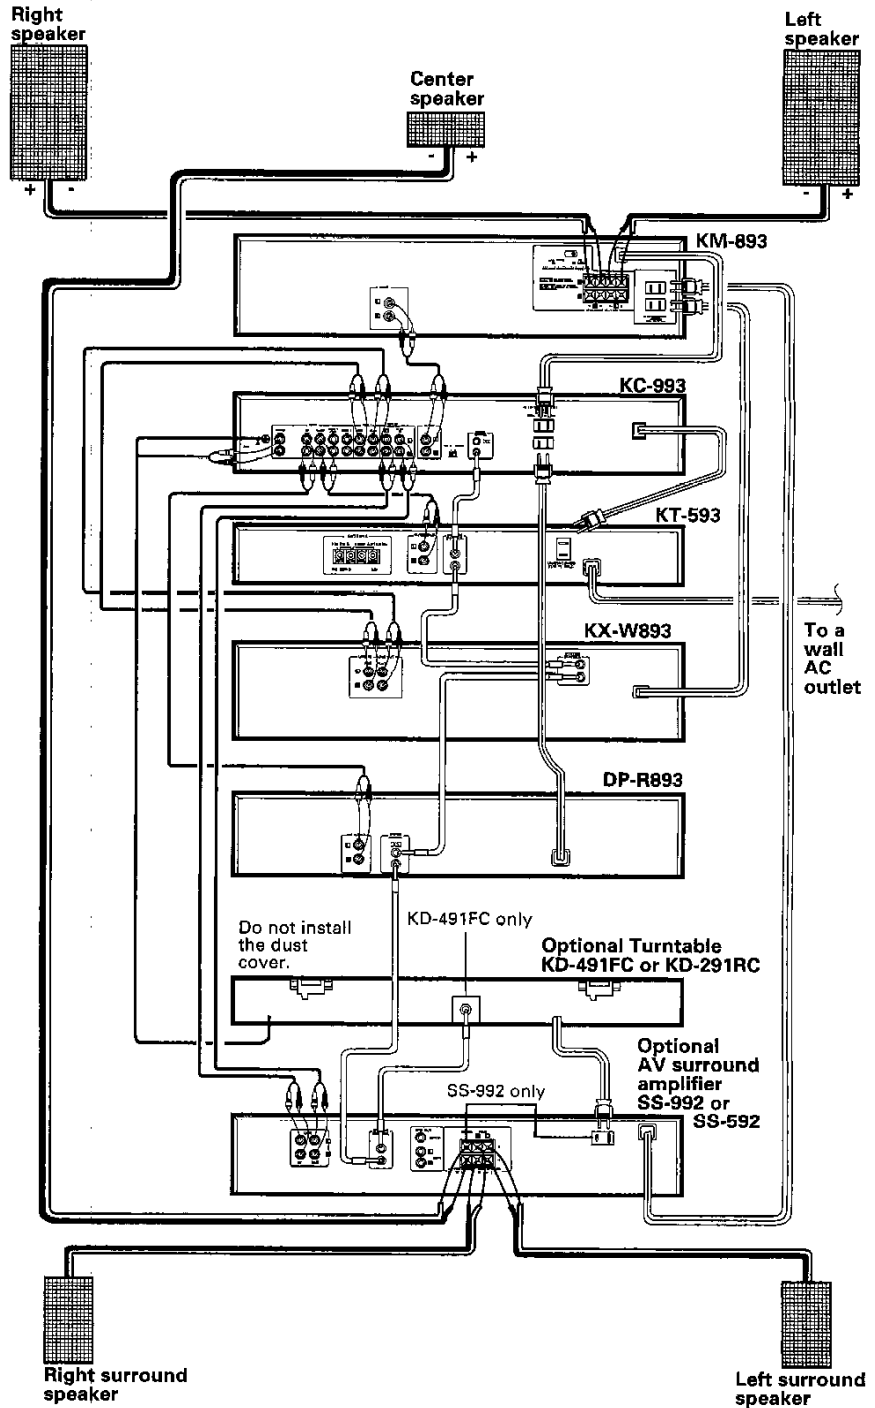 Right
speaker
Left
speaker
Center
speaker
- +
+ -
- +
KM-893
KC-993
KT-593
KX-W893
To a
wall
AC
outlet
DP-R893
Do not install
the dust
cover.
KD-491FC only
Optional Turntable
KD-491FC or KD-291RC
Optional
AV surround
amplifier
SS-992 or
SS-592
SS-992 only
Right surround
speaker
Left surround
speaker